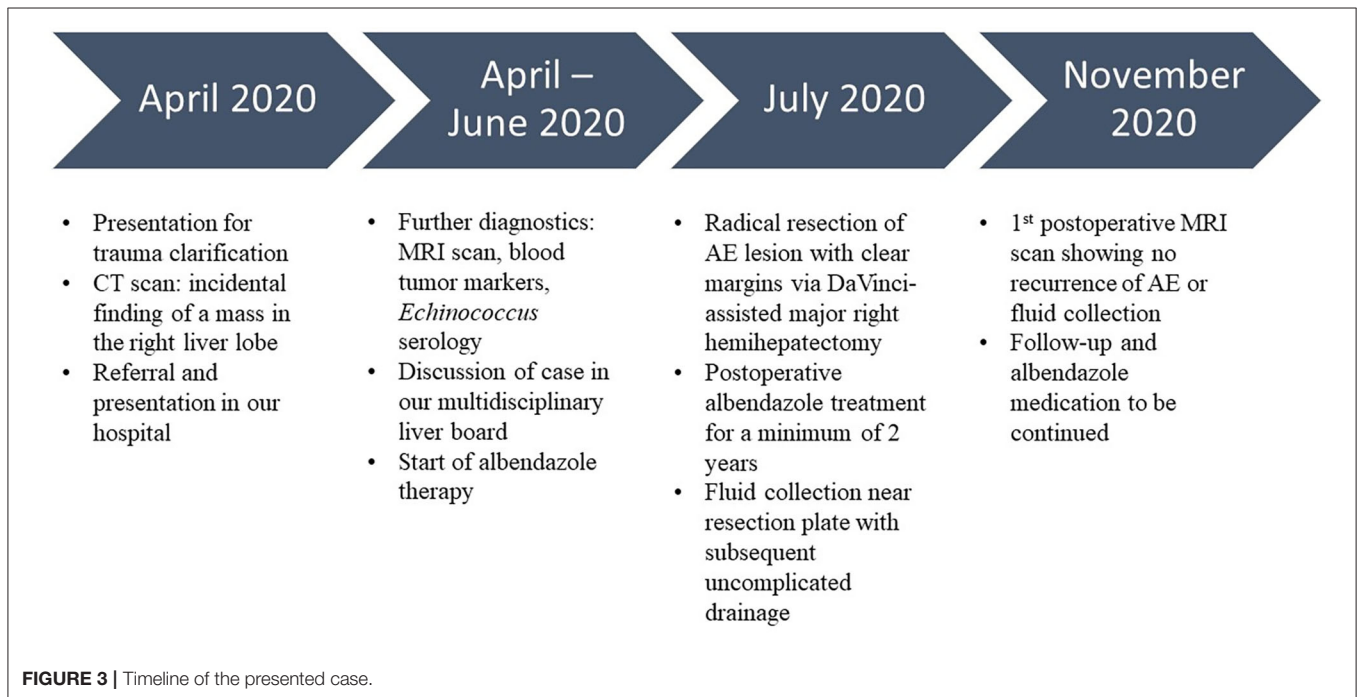 April 2020
April –
June 2020
July 2020
November
2020
• Presentation for
trauma clarification
• CT scan: incidental
finding of a mass in
the right liver lobe
• Referral and
presentation in our
hospital
• Further diagnostics:
MRI scan, blood
tumor markers,
Echinococcus
serology
• Discussion of case in
our multidisciplinary
liver board
• Start of albendazole
therapy
• Radical resection of
AE lesion with clear
margins via DaVinci-
assisted major right
hemihepatectomy
• Postoperative
albendazole treatment
for a minimum of 2
years
• Fluid collection near
resection plate with
subsequent
uncomplicated
drainage
• 1st postoperative MRI
scan showing no
recurrence of AE or
fluid collection
• Follow-up and
albendazole
medication to be
continued
FIGURE 3 | Timeline of the presented case.